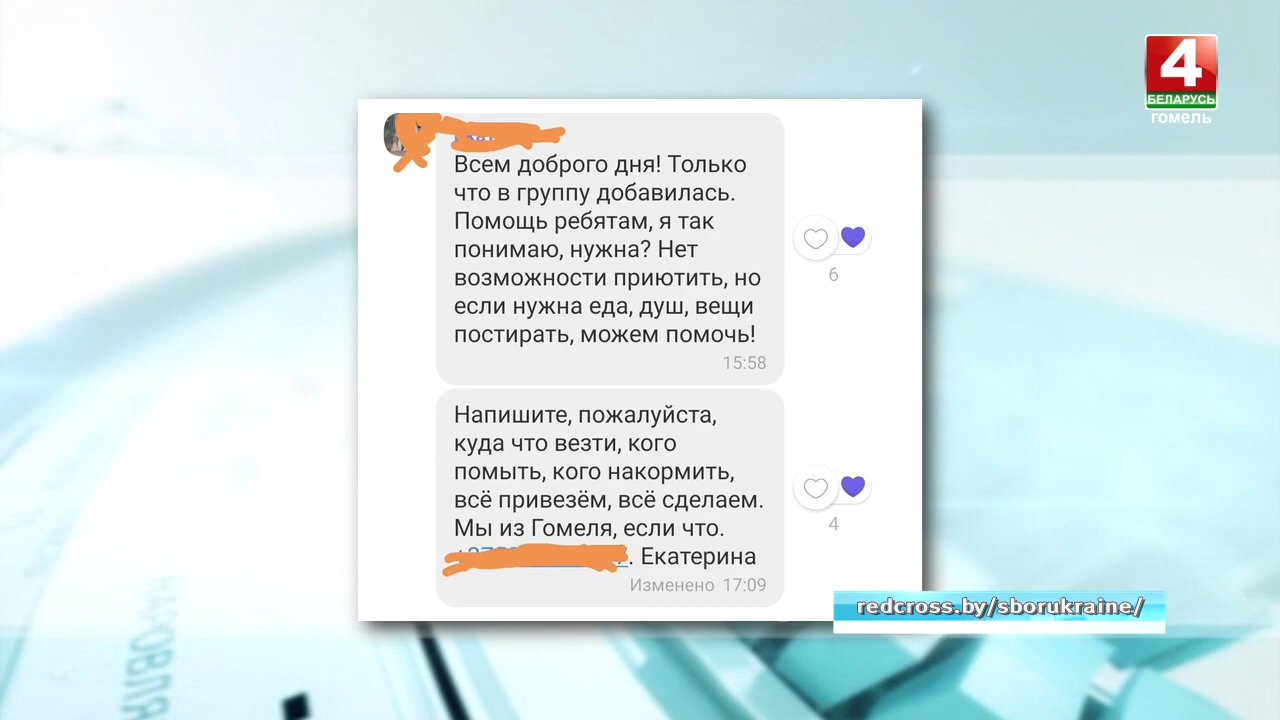 4
БЕЛАРУСЬ
гомель
Всем доброго дня! Только
что в группу добавилась.
Помощь ребятам, я так
понимаю, нужна? Нет
возможности приютить, но
если нужна еда, душ, вещи
постирать, можем помочь!
15:58
6
Напишите, пожалуйста,
куда что везти, кого
помыть, кого накормить,
всё привезём, всё сделаем.
Мы из Гомеля, если что.
. Екатерина
Изменено 17:09
4
redcross.by/sborukraine/
НАРОВЛЯ